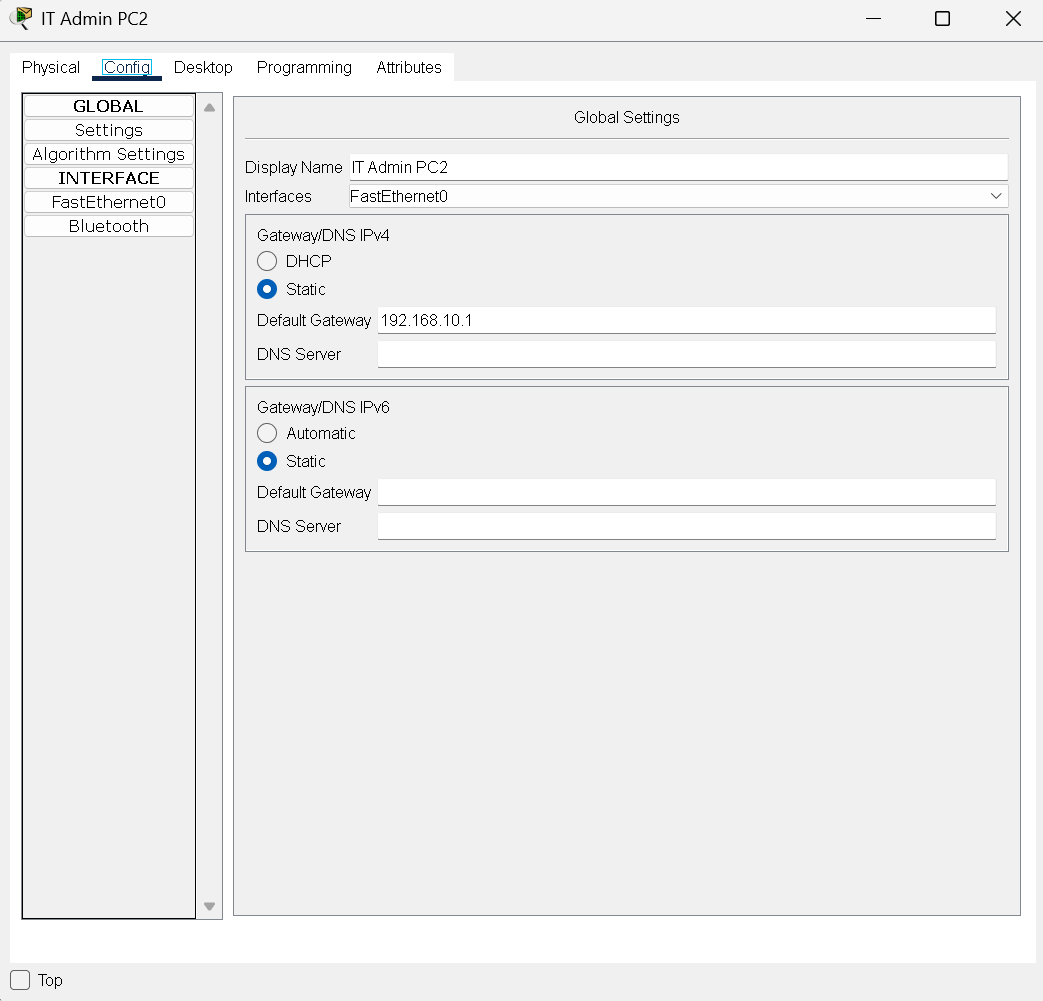 IT Admin PC2
Physical Config Desktop Programming Attributes
GLOBAL
Settings
Algorithm Settings
INTERFACE
FastEthernet0
Bluetooth
Global Settings
Display Name IT Admin PC2
Interfaces FastEthernet0
Gateway/DNS IPv4
DHCP
Static
Default Gateway 192.168.10.1
DNS Server
Gateway/DNS IPv6
Automatic
Static
Default Gateway
DNS Server
Top